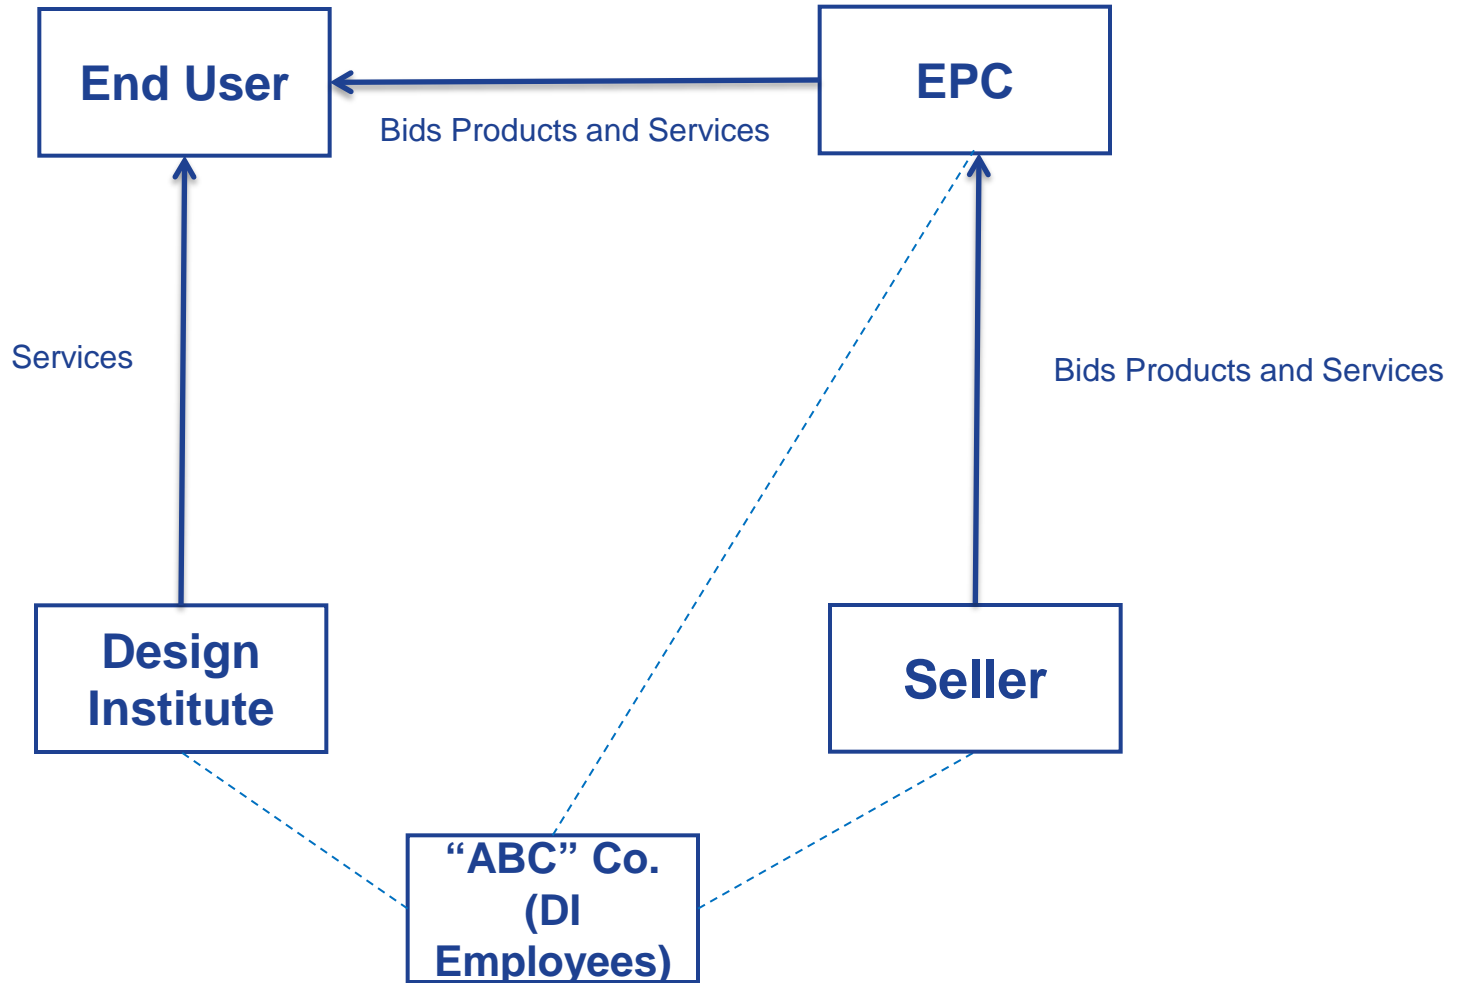 End User
EPC
Bids Products and Services
Services
Bids Products and Services
Design
Institute
Seller
“ABC” Co.
(DI
Employees)